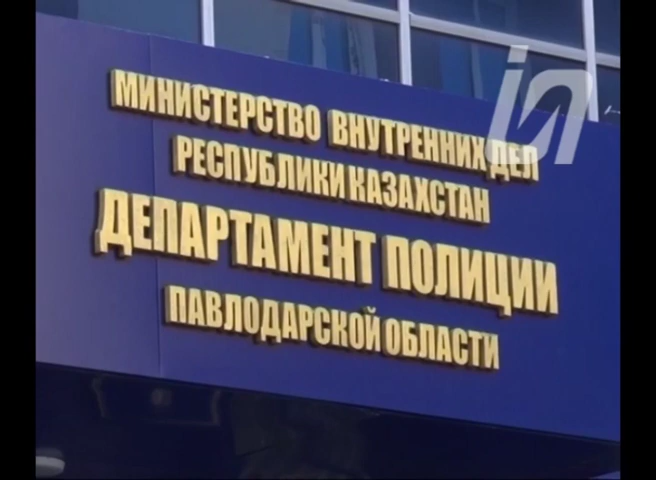 МИНИСТЕРСТВО ВНУТРЕННИХ ДЕЛ
РЕСПУБЛИКИ КАЗАХСТАН
ДЕПАРТАМЕНТ ПОЛИЦИИ
ПАВЛОДАРСКОЙ ОБЛАСТИ